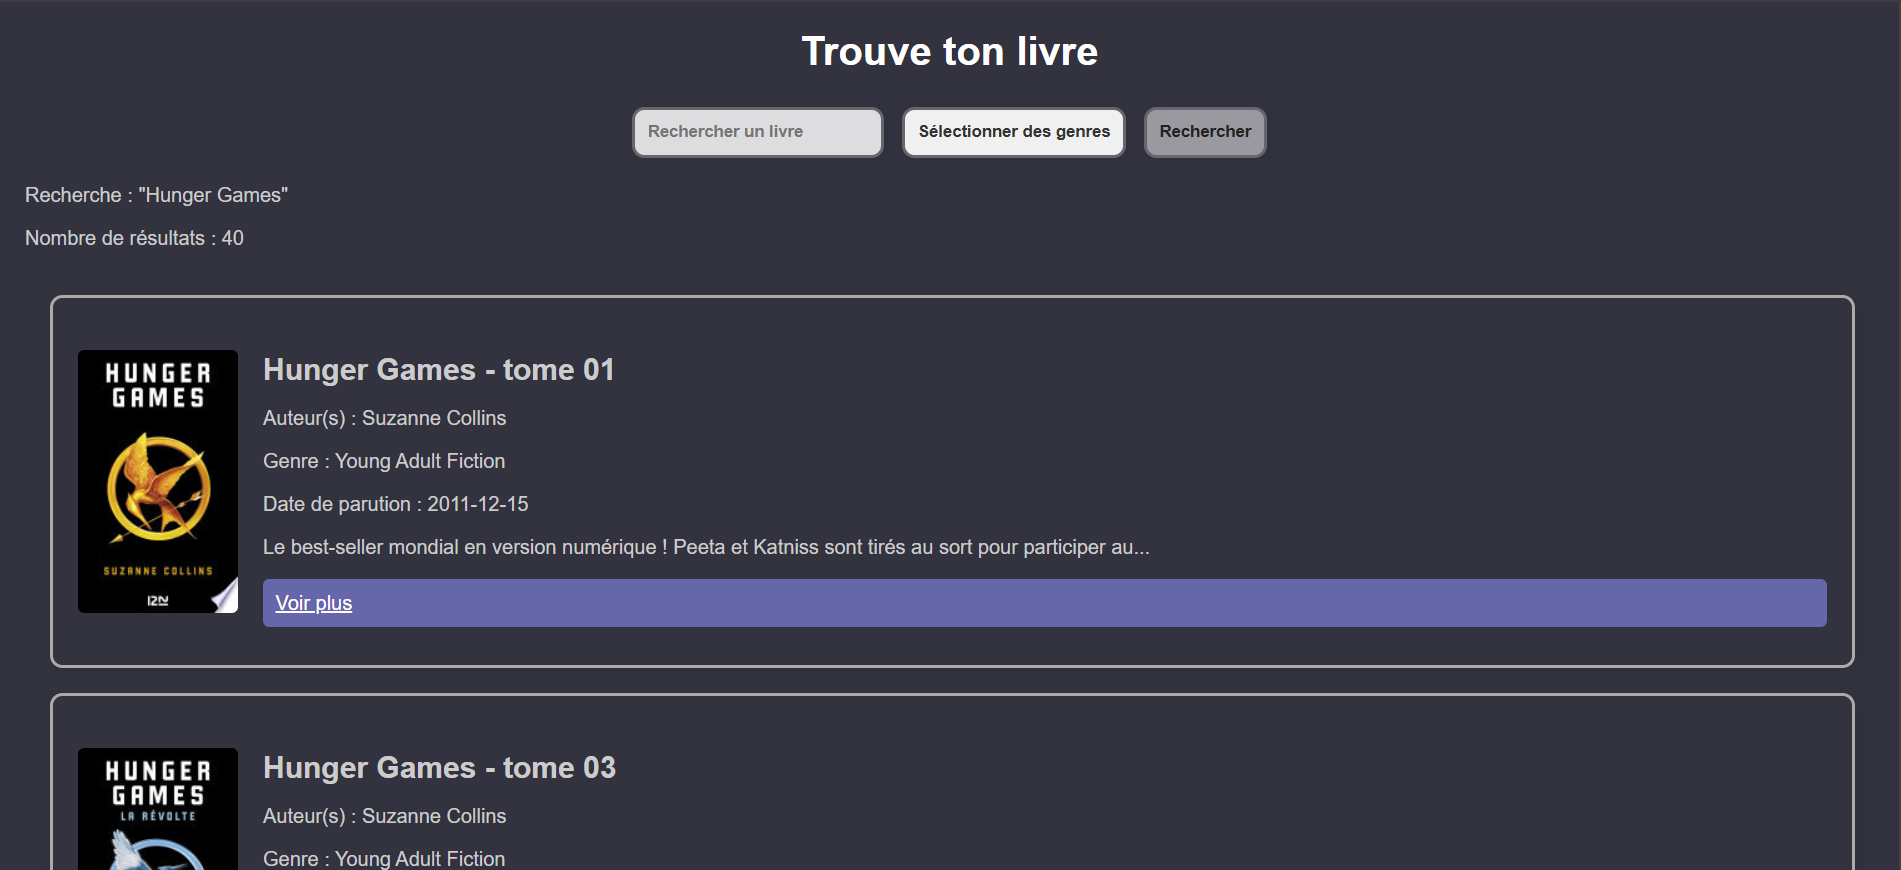 Trouve ton livre
Rechercher un livre
Sélectionner des genres
Rechercher
Recherche : "Hunger Games"
Nombre de résultats : 40
HUNGER
GAMES
SUZANNE COLLINS
12N
Hunger Games - tome 01
Auteur(s) : Suzanne Collins
Genre : Young Adult Fiction
Date de parution : 2011-12-15
Le best-seller mondial en version numérique ! Peeta et Katniss sont tirés au sort pour participer au...
Voir plus
HUNGER
GAMES
LA RÉVOLTE
Hunger Games - tome 03
Auteur(s) : Suzanne Collins
Genre : Young Adult Fiction